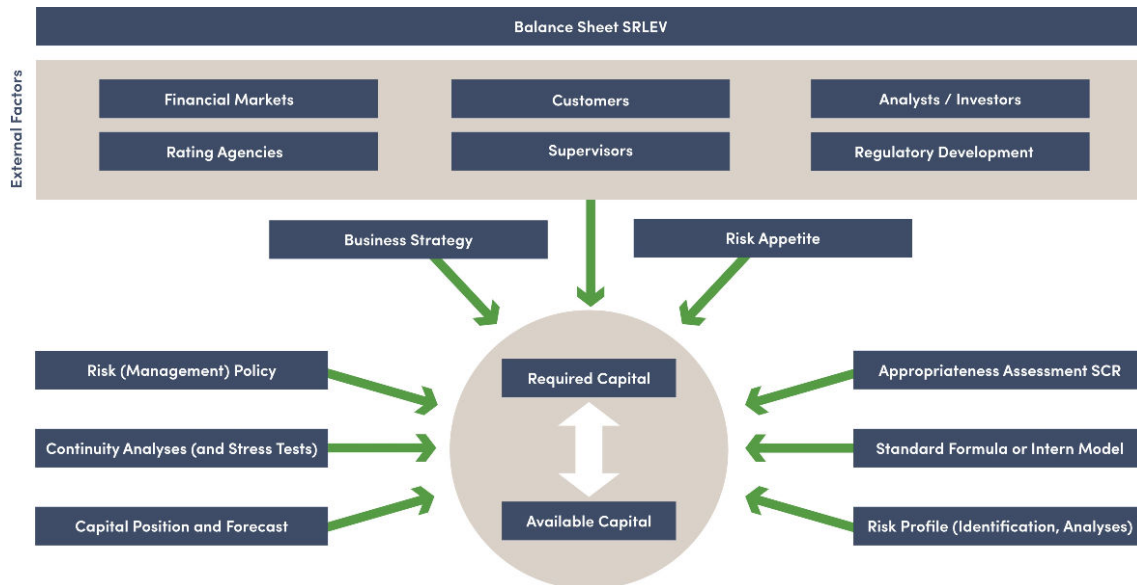 Balance Sheet SRLEV
External Factors
Financial Markets
Customers
Analysts / Investors
Rating Agencies
Supervisors
Regulatory Development
Business Strategy
Risk Appetite
Risk (Management) Policy
Required Capital
Appropriateness Assessment SCR
Continuity Analyses (and Stress Tests)
Standard Formula or Intern Model
Capital Position and Forecast
Available Capital
Risk Profile (Identification, Analyses)